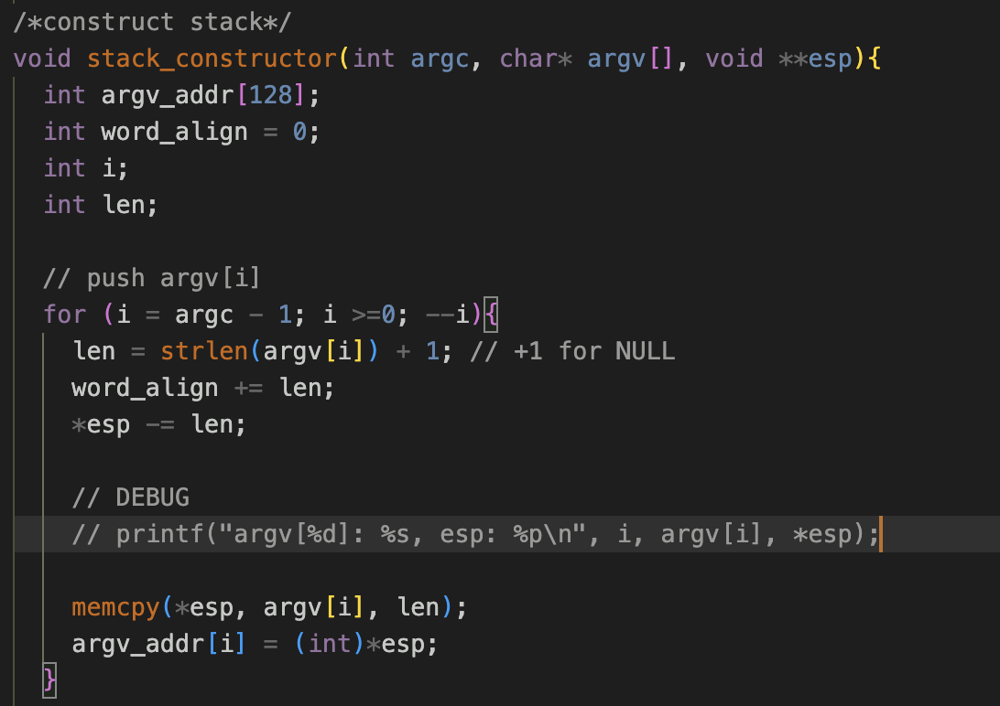 /*construct stack*/
void stack_constructor(int argc, char* argv[], void **esp){
  int argv_addr[128];
  int word_align = 0;
  int i;
  int len;

  // push argv[i]
  for (i = argc - 1; i >=0; --i){
    len = strlen(argv[i]) + 1; // +1 for NULL
    word_align += len;
    *esp -= len;

    // DEBUG
    // printf("argv[%d]: %s, esp: %p\n", i, argv[i], *esp);

    memcpy(*esp, argv[i], len);
    argv_addr[i] = (int)*esp;
  }